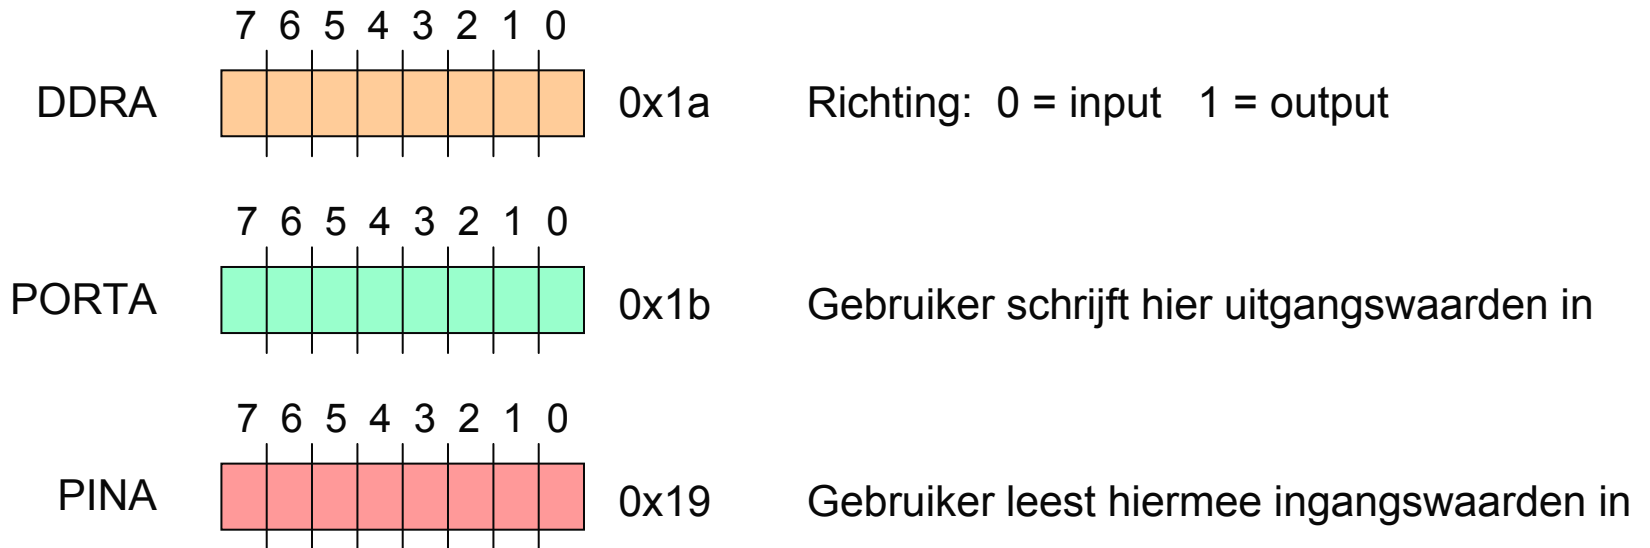 7 6 5 4 3 2 1 0
DDRA 0x1a Richting: 0 = input 1 = output
7 6 5 4 3 2 1 0
PORTA 0x1b Gebruiker schrijft hier uitgangswaarden in
7 6 5 4 3 2 1 0
PINA 0x19 Gebruiker leest hiermee ingangswaarden in